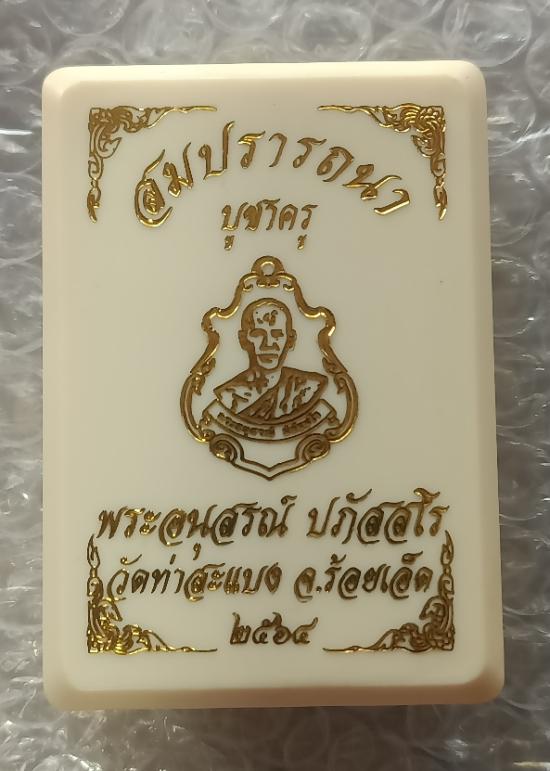 สมปรารถนา
บูชาครู
พระอนุสรณ์ ปภัสสโร
วัดท่าสะแบง จ.ร้อยเอ็ด
๒๕๖๔